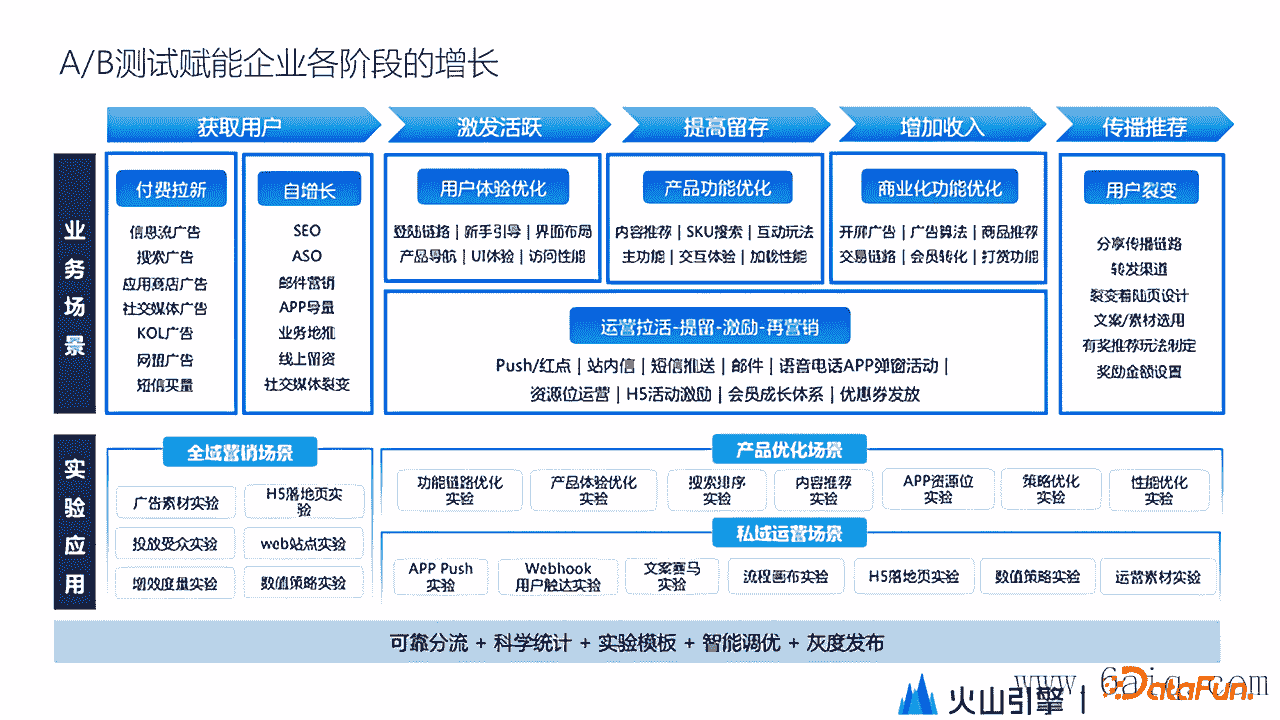 A/B测试赋能企业各阶段的增长
获取用户
激发活跃
提高留存
增加收入
传播推荐
业务场景
付费拉新
信息流广告
搜索广告
应用商店广告
社交媒体广告
KOL广告
网盟广告
短信买量
自增长
SEO
ASO
邮件营销
APP导量
业务地推
线上留资
社交媒体裂变
用户体验优化
登陆链路 | 新手引导 | 界面布局
产品导航 | UI体验 | 访问性能
产品功能优化
内容推荐 | SKU搜索 | 互动玩法
主功能 | 交互体验 | 加载性能
商业化功能优化
开屏广告 | 广告算法 | 商品推荐
交易链路 | 会员转化 | 打赏功能
运营拉活-提留-激励-再营销
Push/红点 | 站内信 | 短信推送 | 邮件 | 语音电话APP弹窗活动 |
资源位运营 | H5活动激励 | 会员成长体系 | 优惠券发放
用户裂变
分享传播链路
转发渠道
裂变着陆页设计
文案/素材选用
有奖推荐玩法制定
奖励金额设置
实验应用
全域营销场景
广告素材实验
H5落地页实
验
投放受众实验
web站点实验
增效度量实验
数值策略实验
产品优化场景
功能链路优化
实验
产品体验优化
实验
搜索排序
实验
内容推荐
实验
APP资源位
实验
策略优化
实验
性能优化
实验
私域运营场景
APP Push
实验
Webhook
用户触达实验
文案赛马
实验
流程画布实验
H5落地页实验
数值策略实验
运营素材实验
可靠分流 + 科学统计 + 实验模板 + 智能调优 + 灰度发布
火山引擎 |
DataFun.
www.6aiq.com